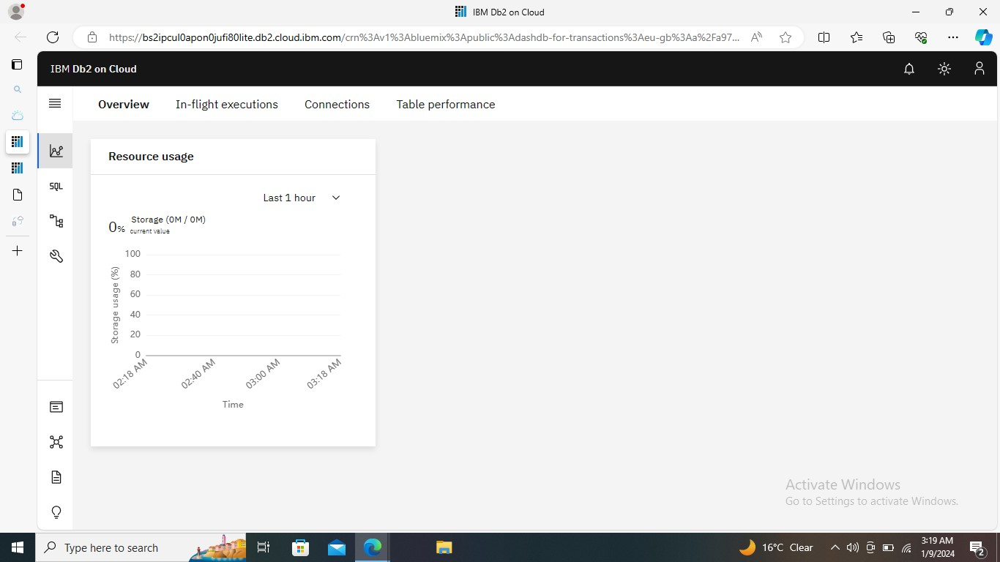 IBM Db2 on Cloud
https://bs2ipcul0apon0jufi80lite.db2.cloud.ibm.com/crn%3Av1%3Abluemix%3Apublic%3Adashdb-for-transactions%3Aeu-gb%3Aa%2Fa97...
IBM Db2 on Cloud
Overview In-flight executions Connections Table performance
SQL
Resource usage
Last 1 hour
0% Storage (0M / 0M)
current value
Storage usage (%)
100
80
60
40
20
0
02:18 AM 02:40 AM 03:00 AM 03:18 AM
Time
Activate Windows
Go to Settings to activate Windows.
Type here to search
16°C Clear
3:19 AM
1/9/2024
2